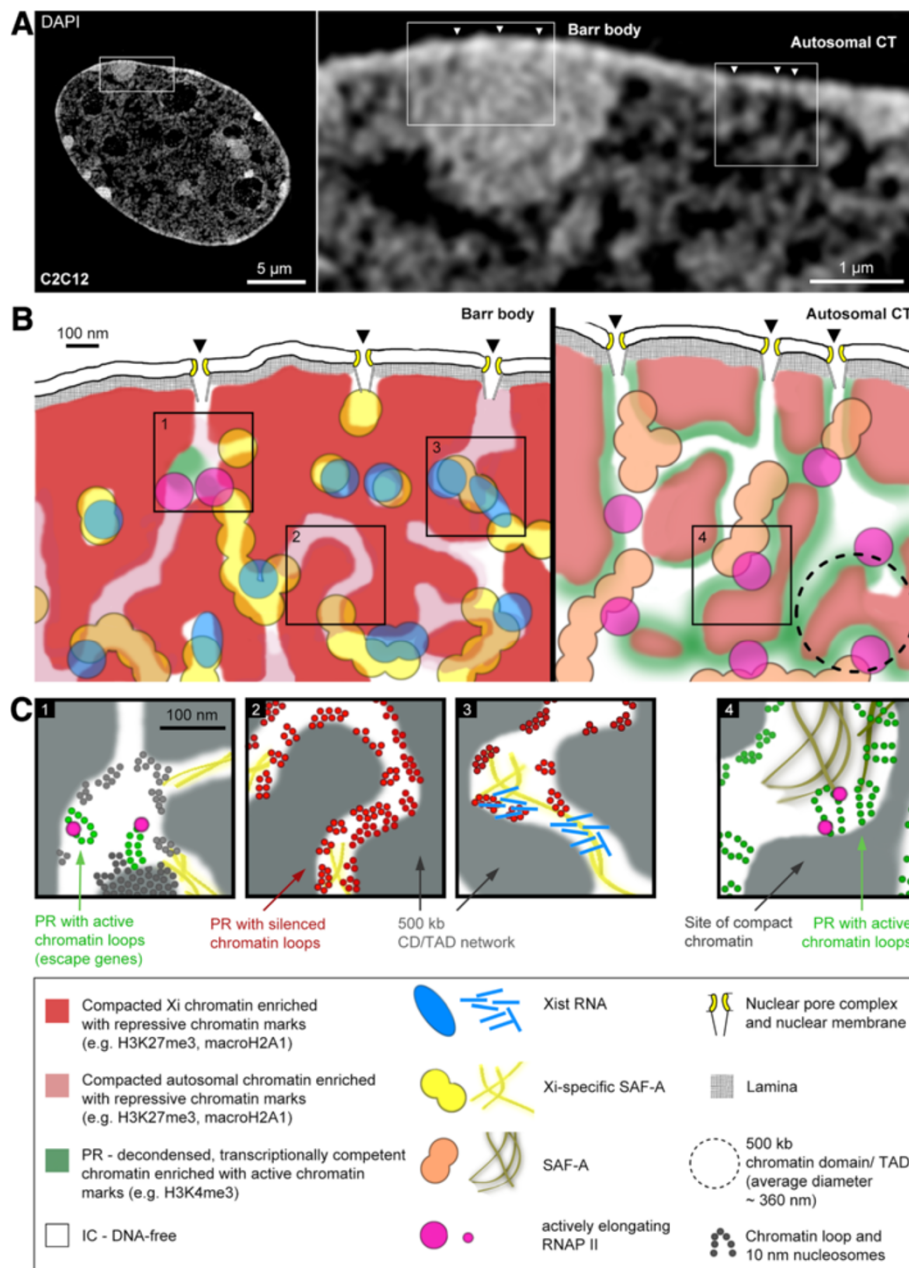 A
DAPI
C2C12
5 µm
Barr body
Autosomal CT
1 µm
B
100 nm
Barr body
Autosomal CT
1
2
3
4
C
1
100 nm
2
3
4
PR with active
chromatin loops
(escape genes)
PR with silenced
chromatin loops
500 kb
CD/TAD network
Site of compact
chromatin
PR with active
chromatin loops
Compacted Xi chromatin enriched
with repressive chromatin marks
(e.g. H3K27me3, macroH2A1)
Compacted autosomal chromatin enriched
with repressive chromatin marks
(e.g. H3K27me3, macroH2A1)
PR - decondensed, transcriptionally competent
chromatin enriched with active chromatin
marks (e.g. H3K4me3)
IC - DNA-free
Xist RNA
Xi-specific SAF-A
SAF-A
actively elongating
RNAP II
Nuclear pore complex
and nuclear membrane
Lamina
500 kb
chromatin domain/ TAD
(average diameter
~ 360 nm)
Chromatin loop and
10 nm nucleosomes